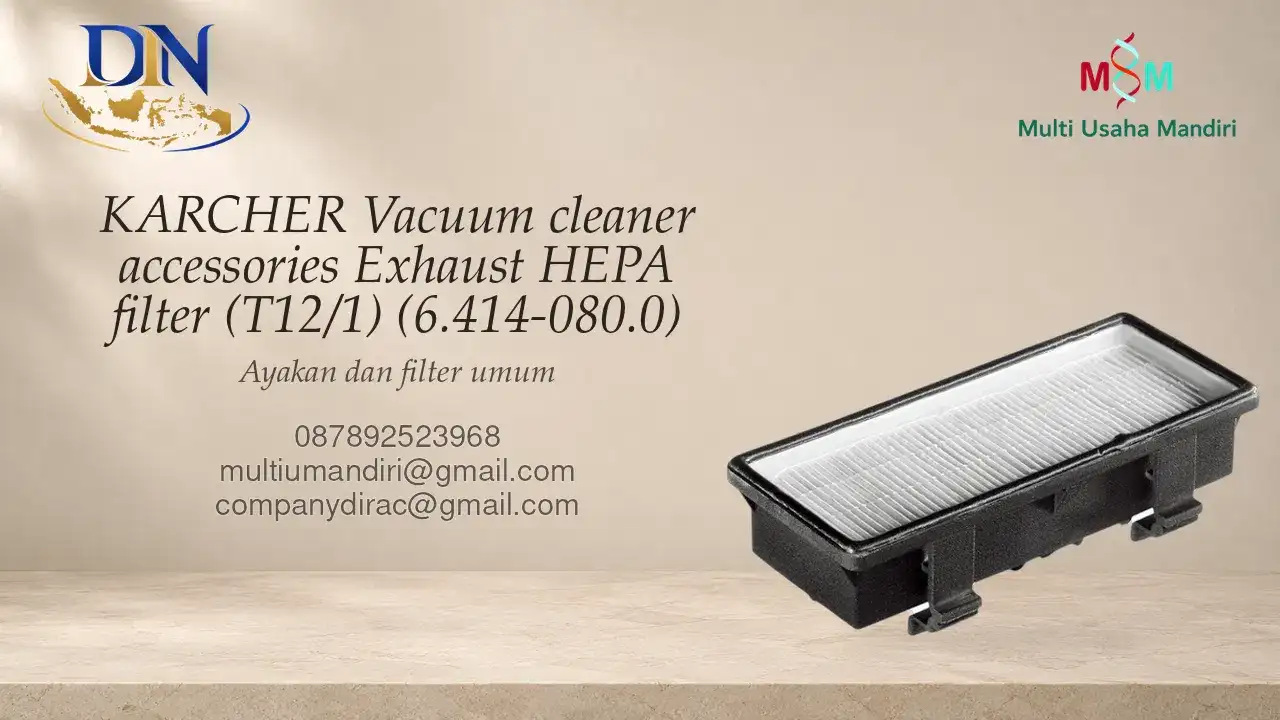 DIN
MSM
Multi Usaha Mandiri
KARCHER Vacuum cleaner
accessories Exhaust HEPA
filter (T12/1) (6.414-080.0)
Ayakan dan filter umum
087892523968
multiumandiri@gmail.com
companydirac@gmail.com